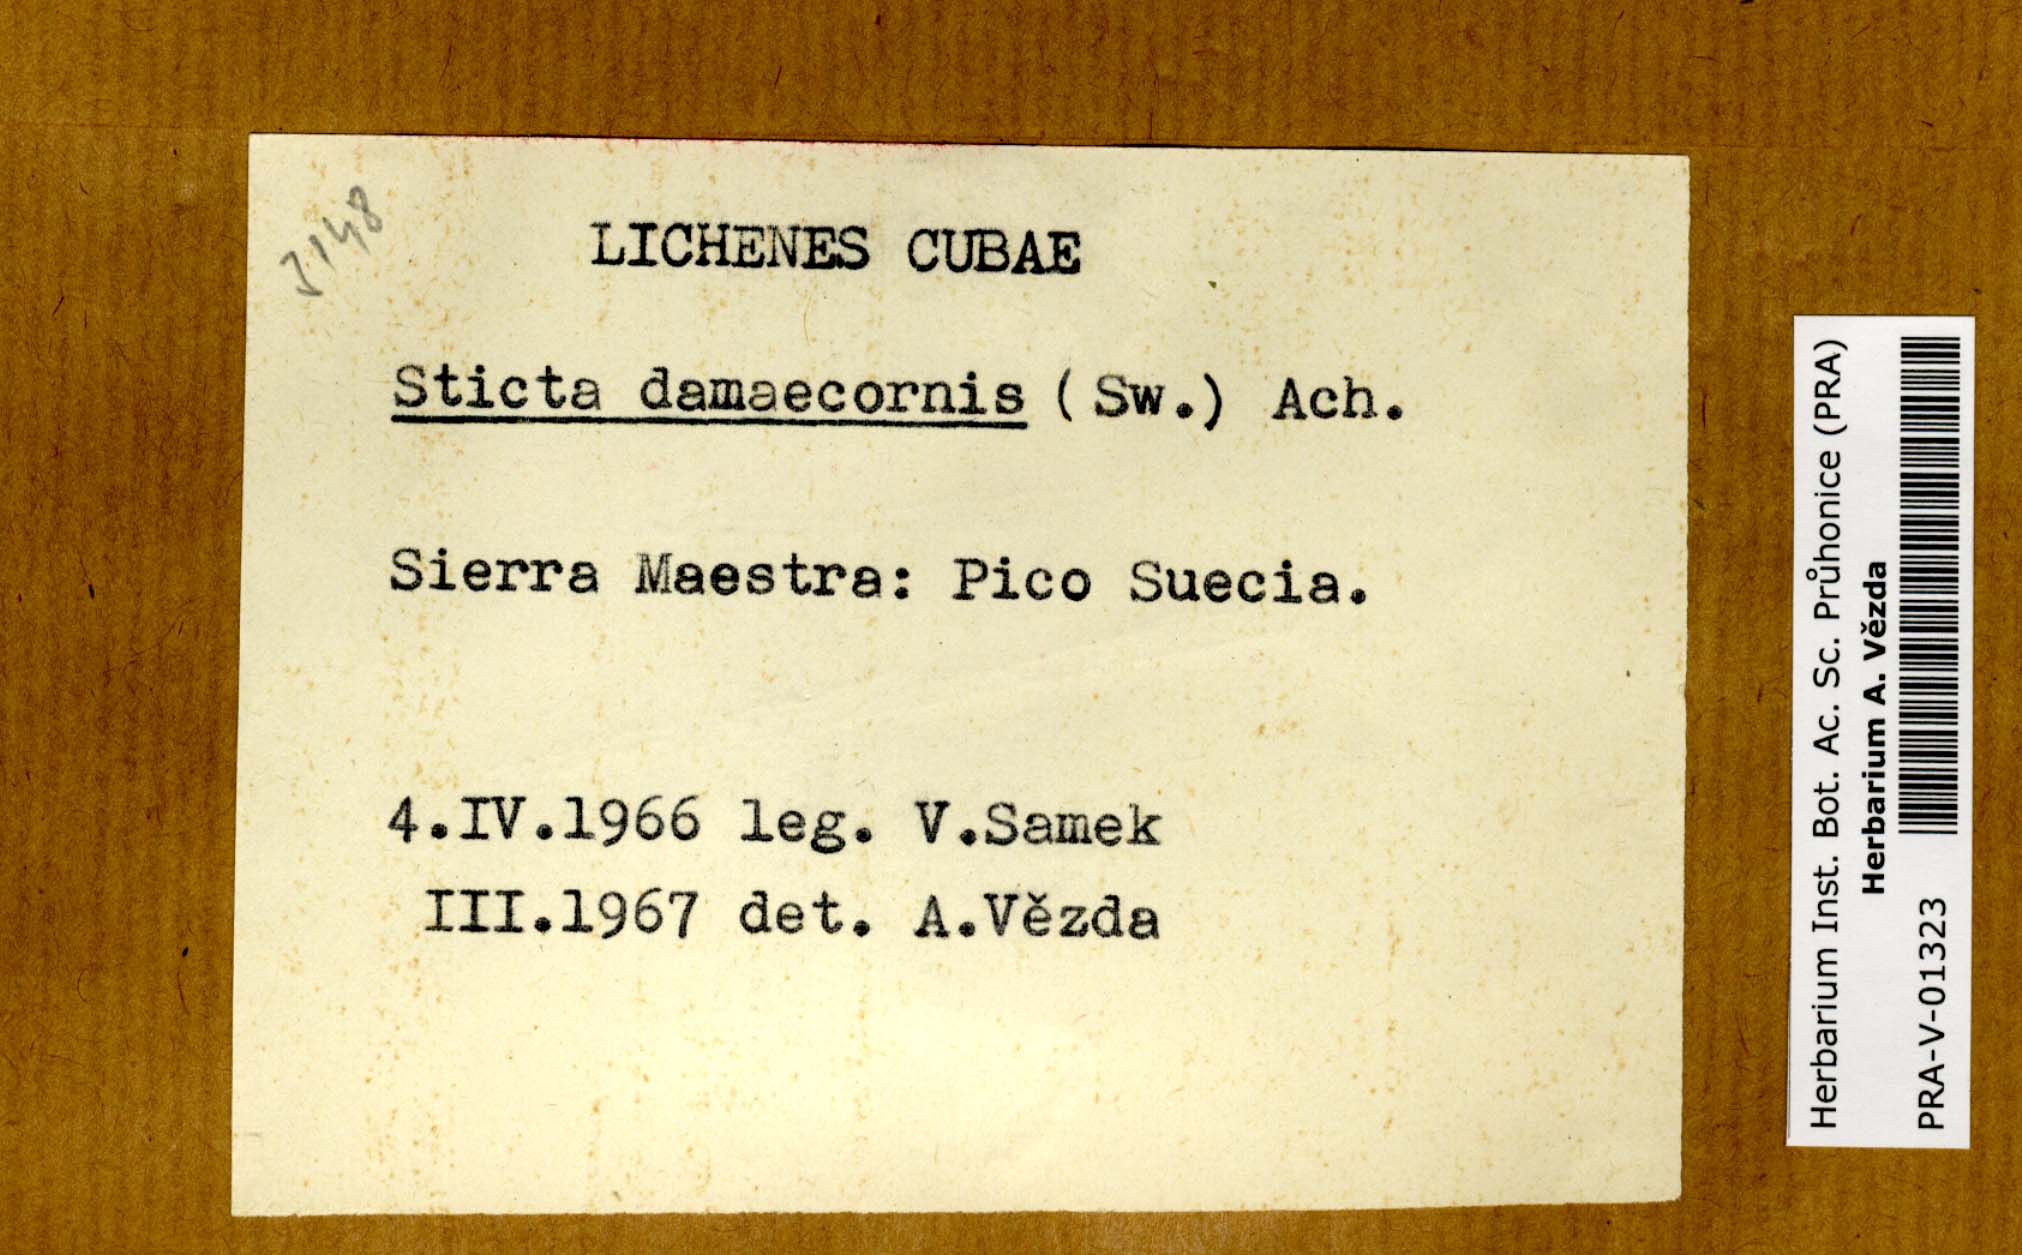 3148
LICHENES CUBAE
Sticta damaecornis (Sw.) Ach.
Sierra Maestra: Pico Suecia.
4.IV.1966 leg. V.Samek
III.1967 det. A.Vězda
Herbarium Inst. Bot. Ac. Sc. Průhonice (PRA)
Herbarium A. Vězda
PRA-V-01323